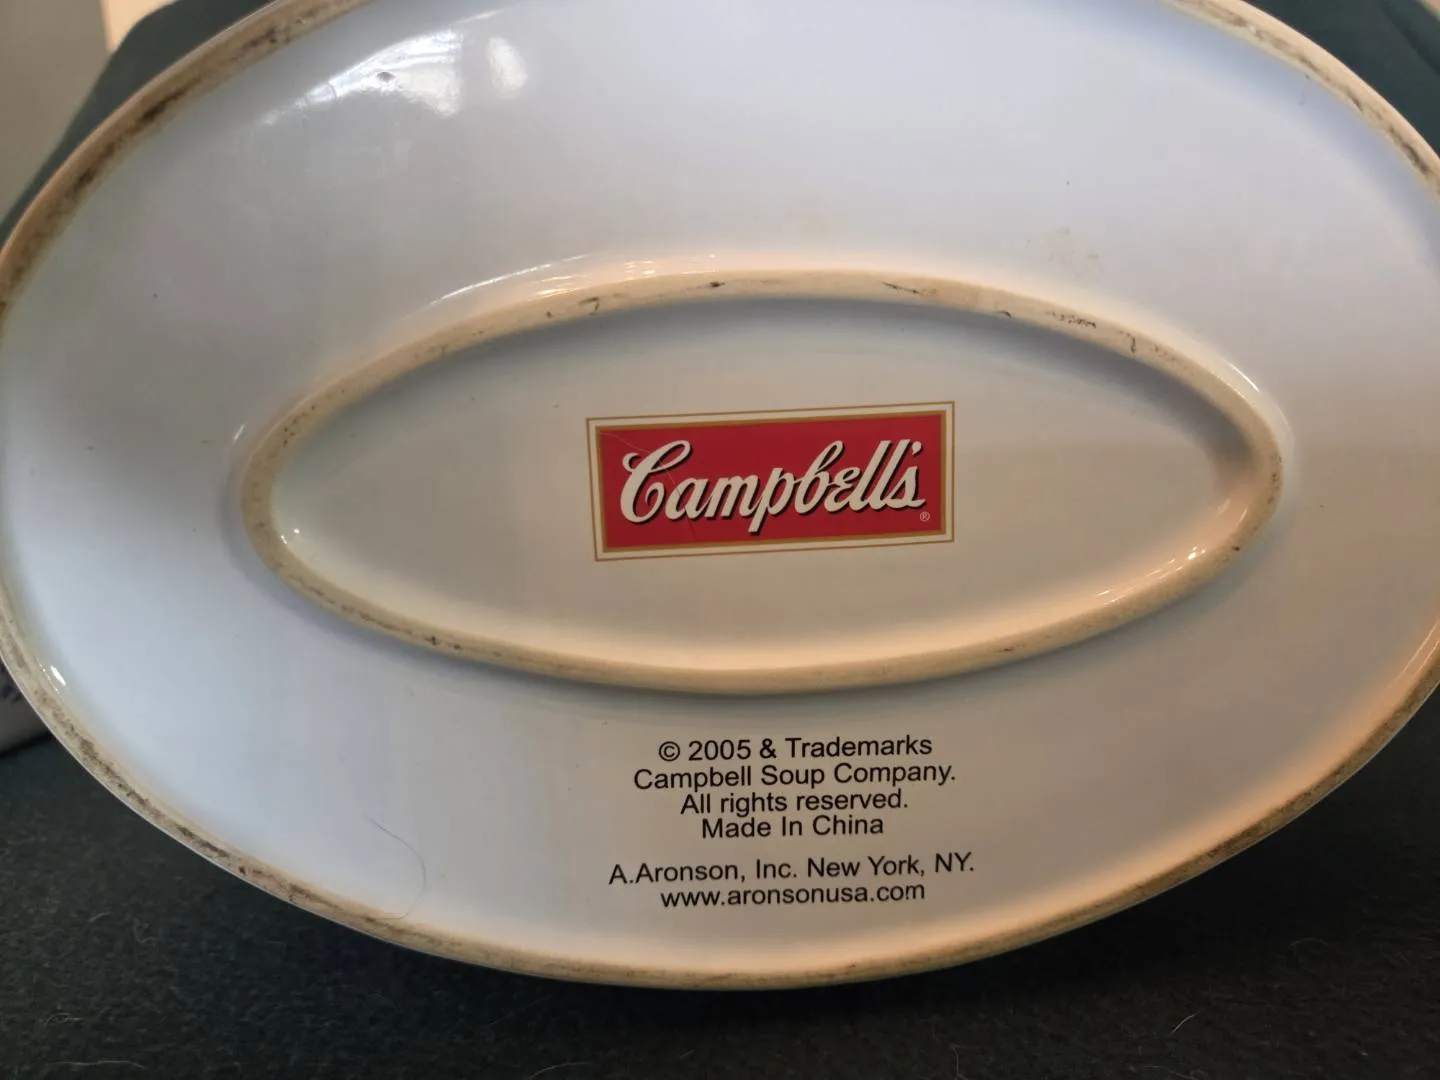 Campbell's®
© 2005 & Trademarks
Campbell Soup Company.
All rights reserved.
Made In China
A.Aronson, Inc. New York, NY.
www.aronsonusa.com